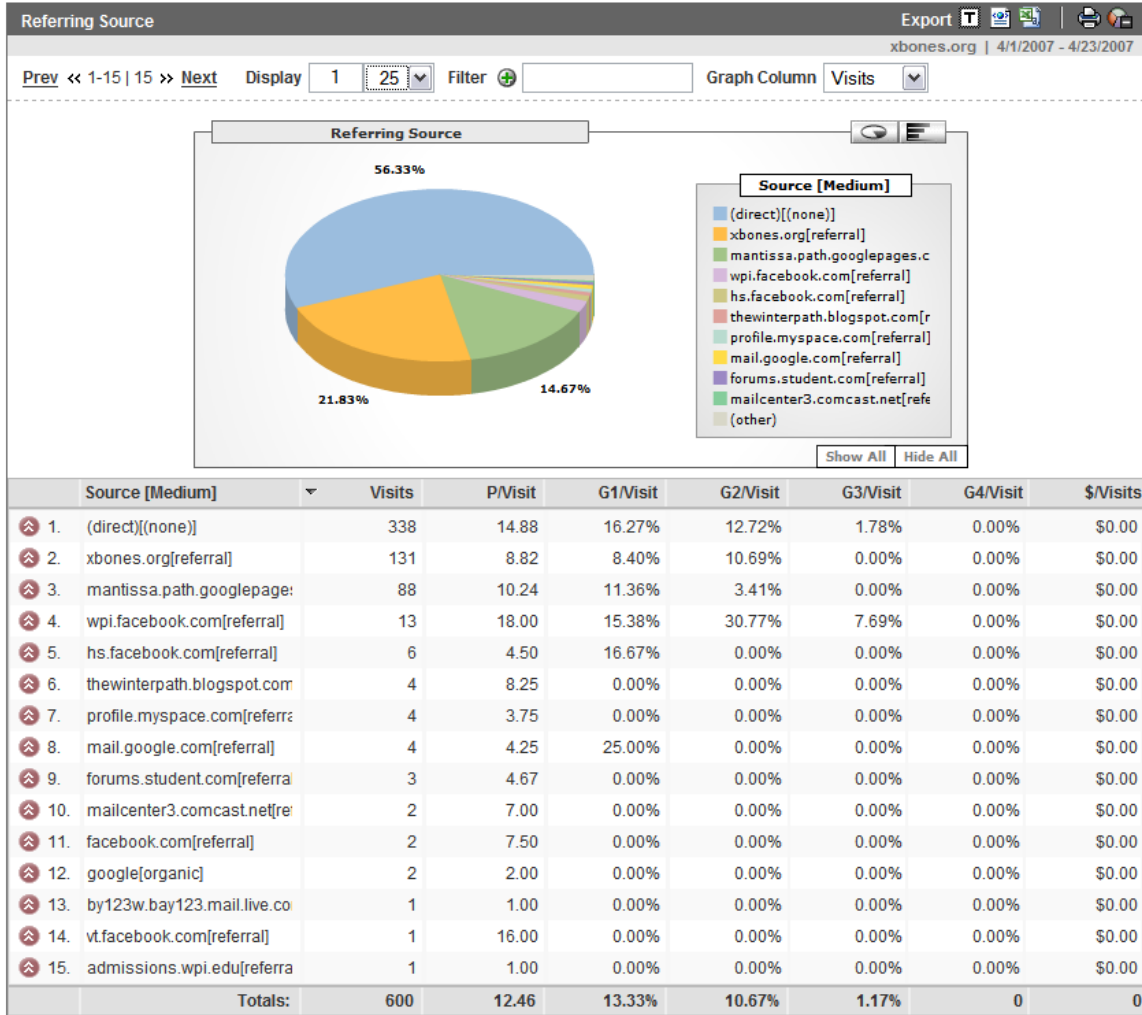 Referring Source Export T
xbones.org | 4/1/2007 - 4/23/2007
Prev << 1-15 | 15 >> Next Display 1 25 Filter Graph Column Visits
Referring Source
56.33%
21.83%
14.67%
Source [Medium]
(direct)[(none)]
xbones.org[referral]
mantissa.path.googlepages.c
wpi.facebook.com[referral]
hs.facebook.com[referral]
thewinterpath.blogspot.com[r
profile.myspace.com[referral]
mail.google.com[referral]
forums.student.com[referral]
mailcenter3.comcast.net[refe
(other)
Show All Hide All
Source [Medium] Visits P/Visit G1/Visit G2/Visit G3/Visit G4/Visit $/Visits
1. (direct)[(none)] 338 14.88 16.27% 12.72% 1.78% 0.00% $0.00
2. xbones.org[referral] 131 8.82 8.40% 10.69% 0.00% 0.00% $0.00
3. mantissa.path.googlepages 88 10.24 11.36% 3.41% 0.00% 0.00% $0.00
4. wpi.facebook.com[referral] 13 18.00 15.38% 30.77% 7.69% 0.00% $0.00
5. hs.facebook.com[referral] 6 4.50 16.67% 0.00% 0.00% 0.00% $0.00
6. thewinterpath.blogspot.com 4 8.25 0.00% 0.00% 0.00% 0.00% $0.00
7. profile.myspace.com[referra 4 3.75 0.00% 0.00% 0.00% 0.00% $0.00
8. mail.google.com[referral] 4 4.25 25.00% 0.00% 0.00% 0.00% $0.00
9. forums.student.com[referral 3 4.67 0.00% 0.00% 0.00% 0.00% $0.00
10. mailcenter3.comcast.net[ref 2 7.00 0.00% 0.00% 0.00% 0.00% $0.00
11. facebook.com[referral] 2 7.50 0.00% 0.00% 0.00% 0.00% $0.00
12. google[organic] 2 2.00 0.00% 0.00% 0.00% 0.00% $0.00
13. by123w.bay123.mail.live.co 1 1.00 0.00% 0.00% 0.00% 0.00% $0.00
14. vt.facebook.com[referral] 1 16.00 0.00% 0.00% 0.00% 0.00% $0.00
15. admissions.wpi.edu[referra 1 1.00 0.00% 0.00% 0.00% 0.00% $0.00
Totals: 600 12.46 13.33% 10.67% 1.17% 0 0